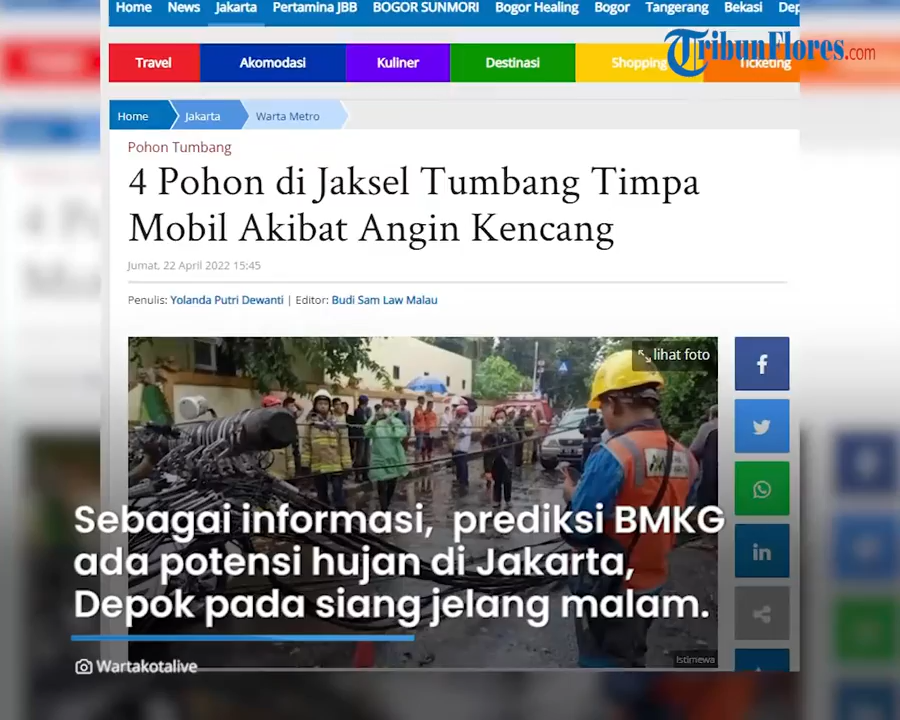 Home News Jakarta Pertamina JBB BOGOR SUNMORI Bogor Healing Bogor Tangerang Bekasi
TribunFlores.com
Travel Akomodasi Kuliner Destinasi Shopping Ticketing
Home Jakarta Warta Metro
Pohon Tumbang
4 Pohon di Jaksel Tumbang Timpa
Mobil Akibat Angin Kencang
Jumat, 22 April 2022 15:45
Penulis: Yolanda Putri Dewanti | Editor: Budi Sam Law Malau
lihat foto
Sebagai informasi, prediksi BMKG
ada potensi hujan di Jakarta,
Depok pada siang jelang malam.
Istimewa
Wartakotalive